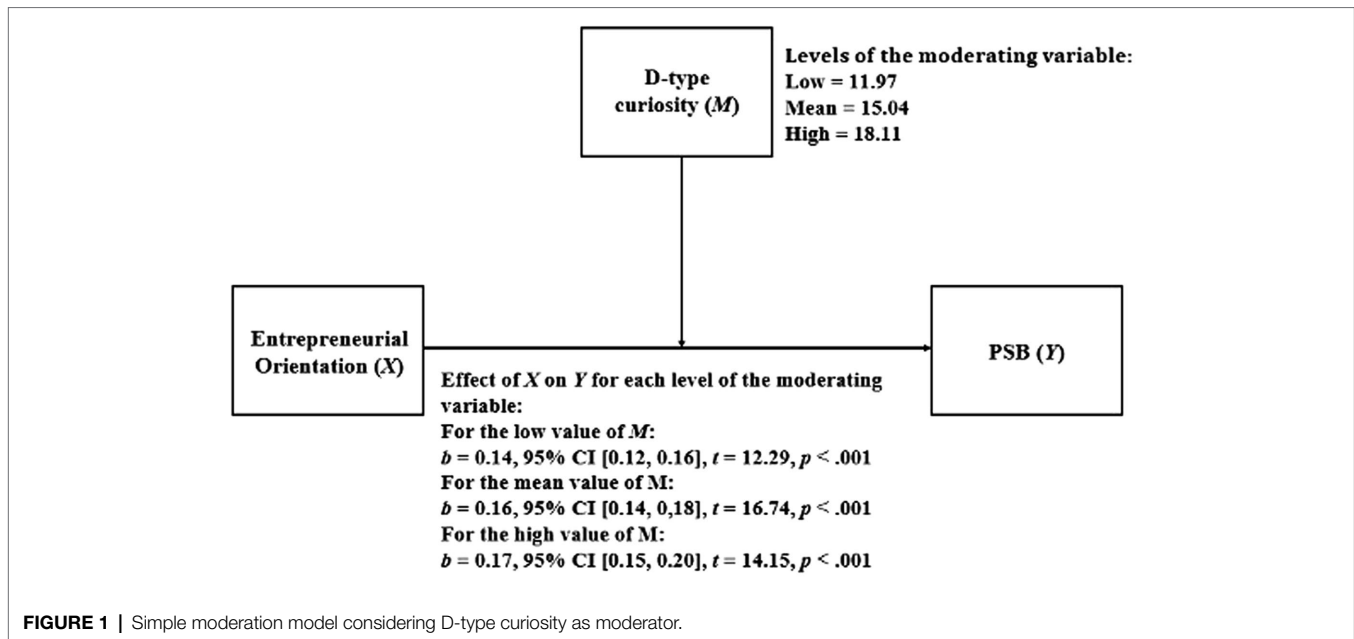 D-type
curiosity (M)
Levels of the moderating variable:
Low = 11.97
Mean = 15.04
High = 18.11
Entrepreneurial
Orientation (X)
PSB (Y)
Effect of X on Y for each level of the moderating
variable:
For the low value of M:
b = 0.14, 95% CI [0.12, 0.16], t = 12.29, p < .001
For the mean value of M:
b = 0.16, 95% CI [0.14, 0,18], t = 16.74, p < .001
For the high value of M:
b = 0.17, 95% CI [0.15, 0.20], t = 14.15, p < .001
FIGURE 1 | Simple moderation model considering D-type curiosity as moderator.